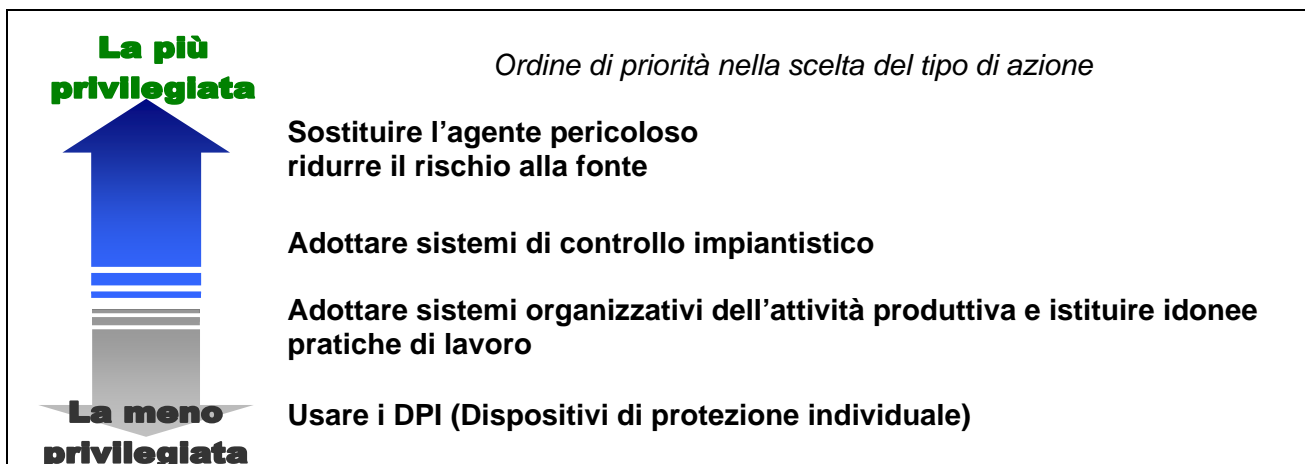 La più
privilegiata
Ordine di priorità nella scelta del tipo di azione
Sostituire l’agente pericoloso
ridurre il rischio alla fonte
Adottare sistemi di controllo impiantistico
Adottare sistemi organizzativi dell’attività produttiva e istituire idonee
pratiche di lavoro
Usare i DPI (Dispositivi di protezione individuale)
La meno
privilegiata